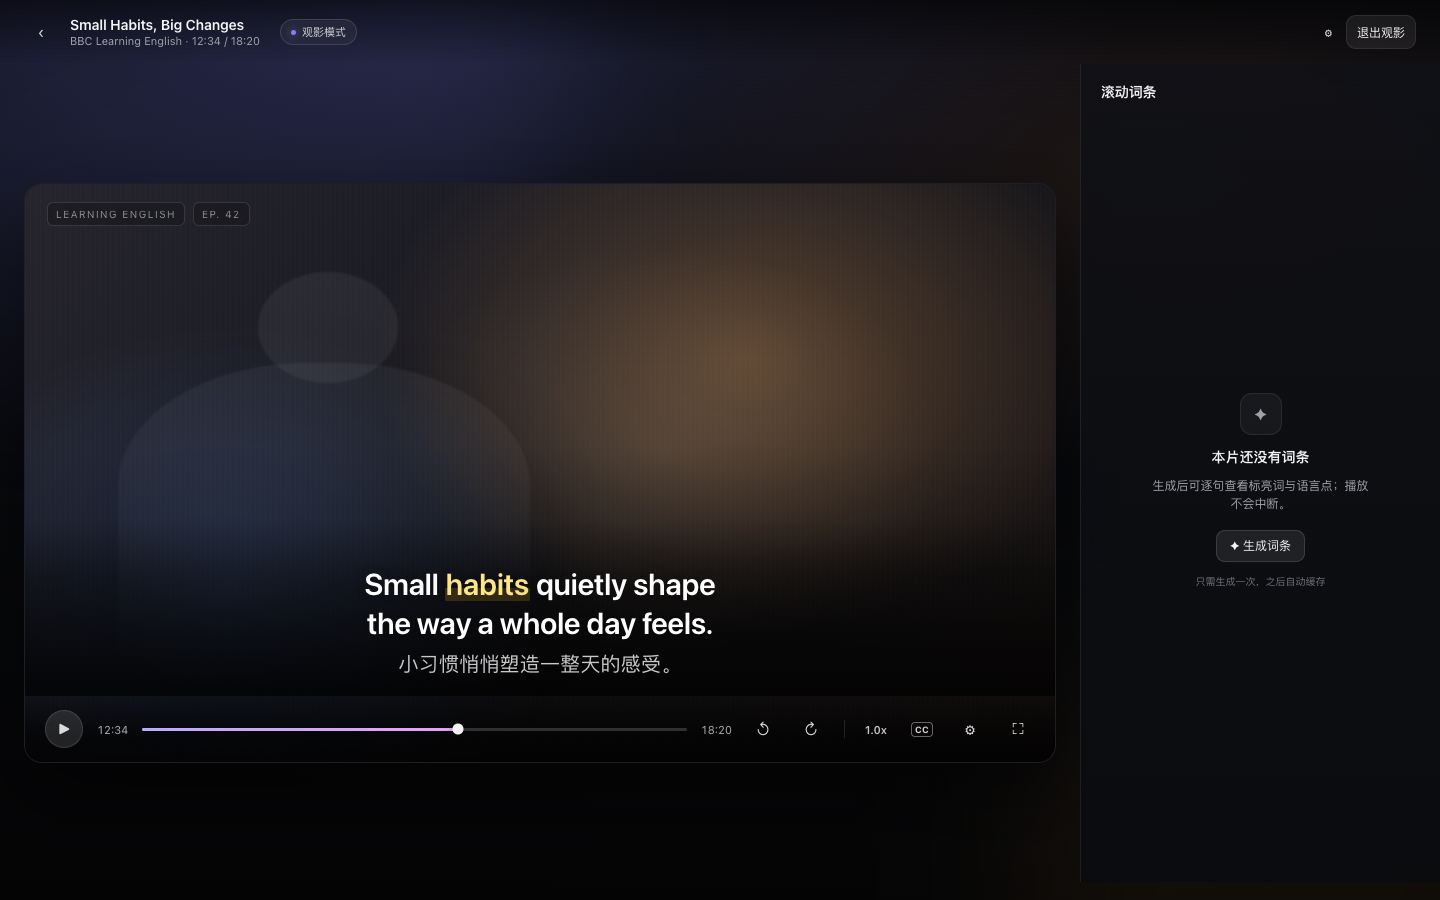 ‹
Small Habits, Big Changes
BBC Learning English · 12:34 / 18:20
观影模式
退出观影
滚动词条
LEARNING ENGLISH
EP. 42
Small habits quietly shape
the way a whole day feels.
小习惯悄悄塑造一整天的感受。
12:34
18:20
1.0x
CC
本片还没有词条
生成后可逐句查看标亮词与语言点；播放
不会中断。
✦ 生成词条
只需生成一次，之后自动缓存